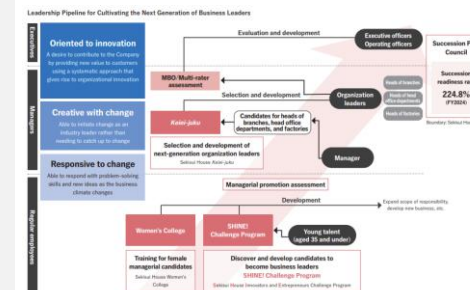 Leadership Pipeline for Cultivating the Next Generation of Business Leaders
Executives
Managers
Regular employees
Oriented to innovation
A desire to contribute to the Company
by providing new value to customers
using a systematic approach that
gives rise to organizational innovation
Creative with change
Able to initiate change as an
industry leader rather than
needing to catch up to change
Responsive to change
Able to respond with problem-solving
skills and new ideas as the business
climate changes
Evaluation and development
Executive officers
Operating officers
MBO/Multi-rater
assessment
Selection and development
Organization
leaders
Heads of branches
Heads of head
office departments
Heads of factories
Succession P
Council
Succession
readiness ra
224.8%
(FY2024)
Boundary: Sekisui Ho
Keiei-juku
Candidates for heads of
branches, head office
departments, and factories
Selection and development of
next-generation organization leaders
Sekisui House Keiei-juku
Manager
Managerial promotion assessment
Development
Expand scope of responsibility,
develop new business, etc.
Women's College
SHINE!
Challenge Program
Young talent
(aged 35 and under)
Training for female
managerial candidates
Sekisui House Women's
College
Discover and develop candidates to
become business leaders
SHINE! Challenge Program
Sekisui House Innovators and Entrepreneurs Challenge Program